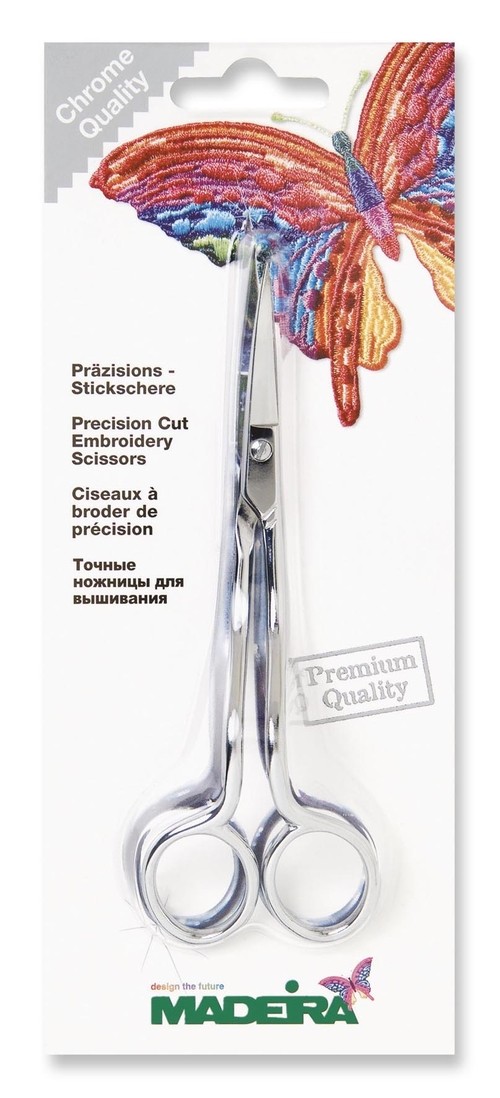 Chrome
Quality
Präzisions -
Stickschere
Precision Cut
Embroidery
Scissors
Ciseaux à
broder de
précision
Точные
ножницы для
вышивания
Premium
Quality
design the future
MADEIRA